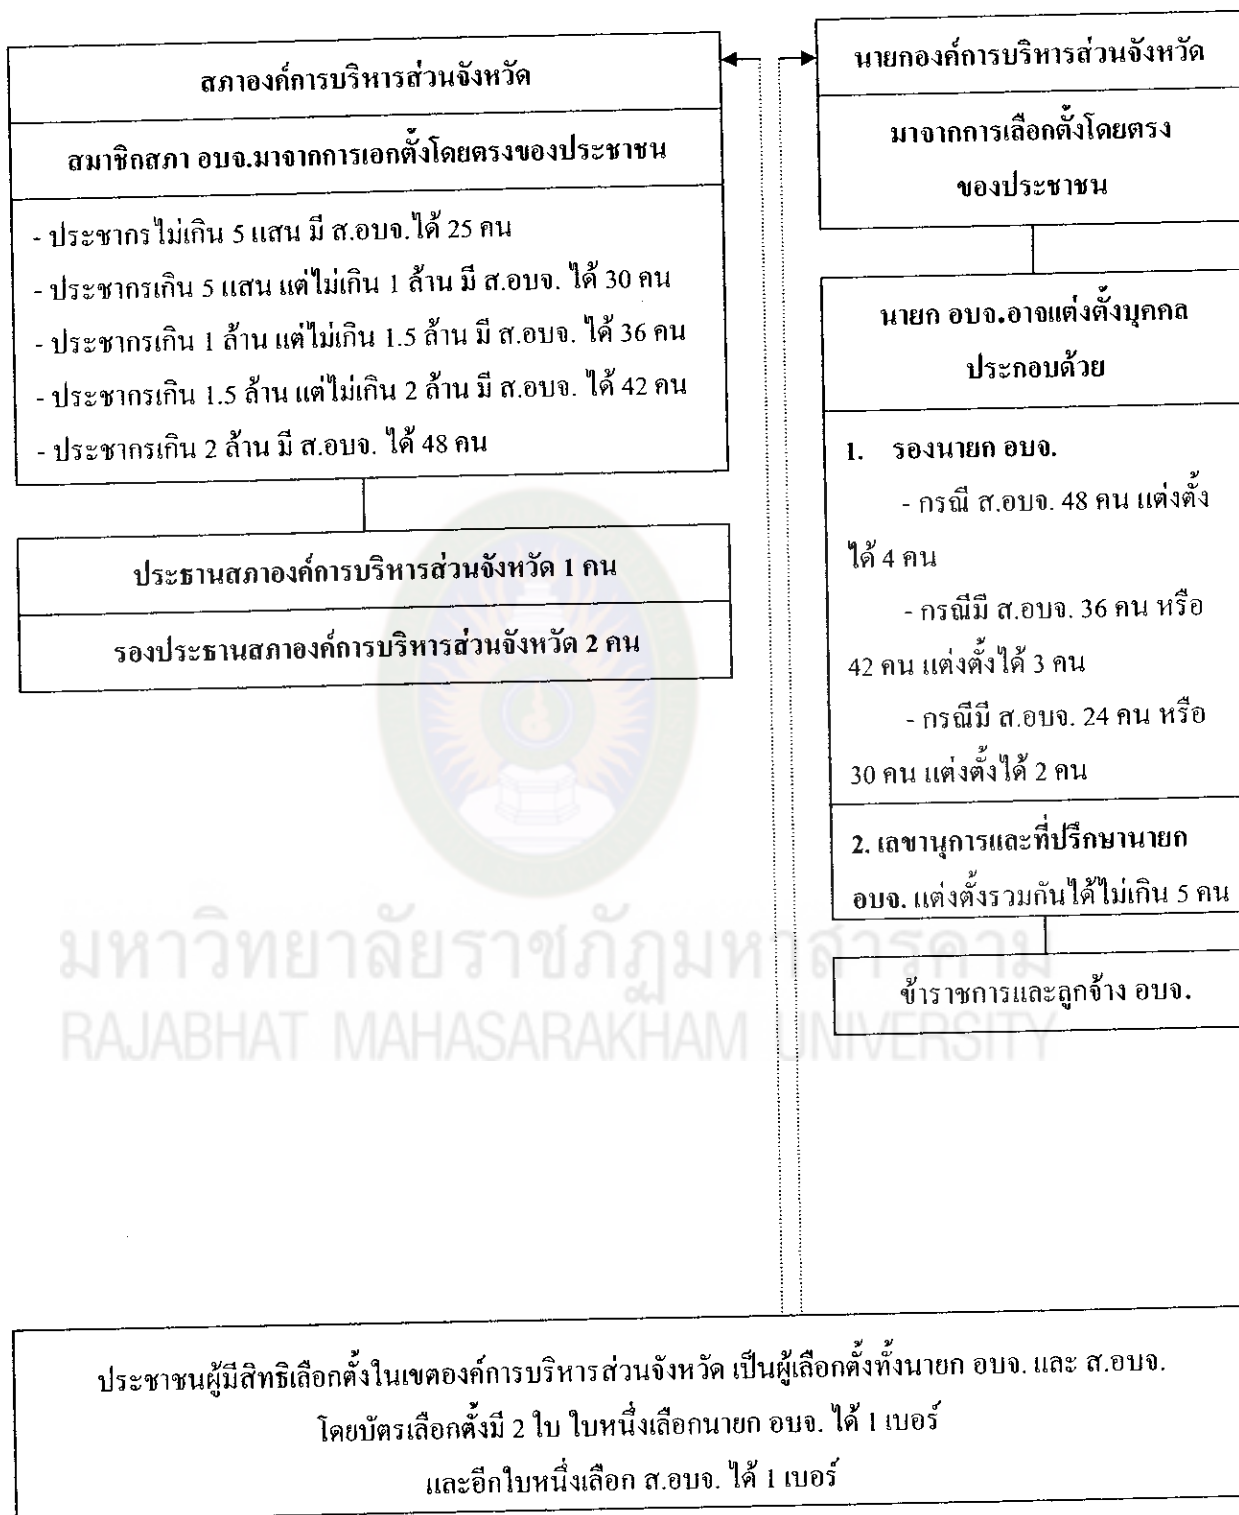 สภาองค์การบริหารส่วนจังหวัด
สมาชิกสภา อบจ.มาจากการเอกตั้งโดยตรงของประชาชน
- ประชากรไม่เกิน 5 แสน มี ส.อบจ.ได้ 25 คน
- ประชากรเกิน 5 แสน แต่ไม่เกิน 1 ล้าน มี ส.อบจ. ได้ 30 คน
- ประชากรเกิน 1 ล้าน แต่ไม่เกิน 1.5 ล้าน มี ส.อบจ. ได้ 36 คน
- ประชากรเกิน 1.5 ล้าน แต่ไม่เกิน 2 ล้าน มี ส.อบจ. ได้ 42 คน
- ประชากรเกิน 2 ล้าน มี ส.อบจ. ได้ 48 คน
ประธานสภาองค์การบริหารส่วนจังหวัด 1 คน
รองประธานสภาองค์การบริหารส่วนจังหวัด 2 คน
นายกองค์การบริหารส่วนจังหวัด
มาจากการเลือกตั้งโดยตรง
ของประชาชน
นายก อบจ.อาจแต่งตั้งบุคคล
ประกอบด้วย
1. รองนายก อบจ.
- กรณี ส.อบจ. 48 คน แต่งตั้ง
ได้ 4 คน
- กรณีมี ส.อบจ. 36 คน หรือ
42 คน แต่งตั้งได้ 3 คน
- กรณีมี ส.อบจ. 24 คน หรือ
30 คน แต่งตั้งได้ 2 คน
2. เลขานุการและที่ปรึกษานายก
อบจ. แต่งตั้งรวมกันได้ไม่เกิน 5 คน
ข้าราชการและลูกจ้าง อบจ.
มหาวิทยาลัยราชภัฏมหาสารคาม
RAJABHAT MAHASARAKHAM UNIVERSITY
ประชาชนผู้มีสิทธิเลือกตั้งในเขตองค์การบริหารส่วนจังหวัด เป็นผู้เลือกตั้งทั้งนายก อบจ. และ ส.อบจ.
โดยบัตรเลือกตั้งมี 2 ใบ ใบหนึ่งเลือกนายก อบจ. ได้ 1 เบอร์
และอีกใบหนึ่งเลือก ส.อบจ. ได้ 1 เบอร์